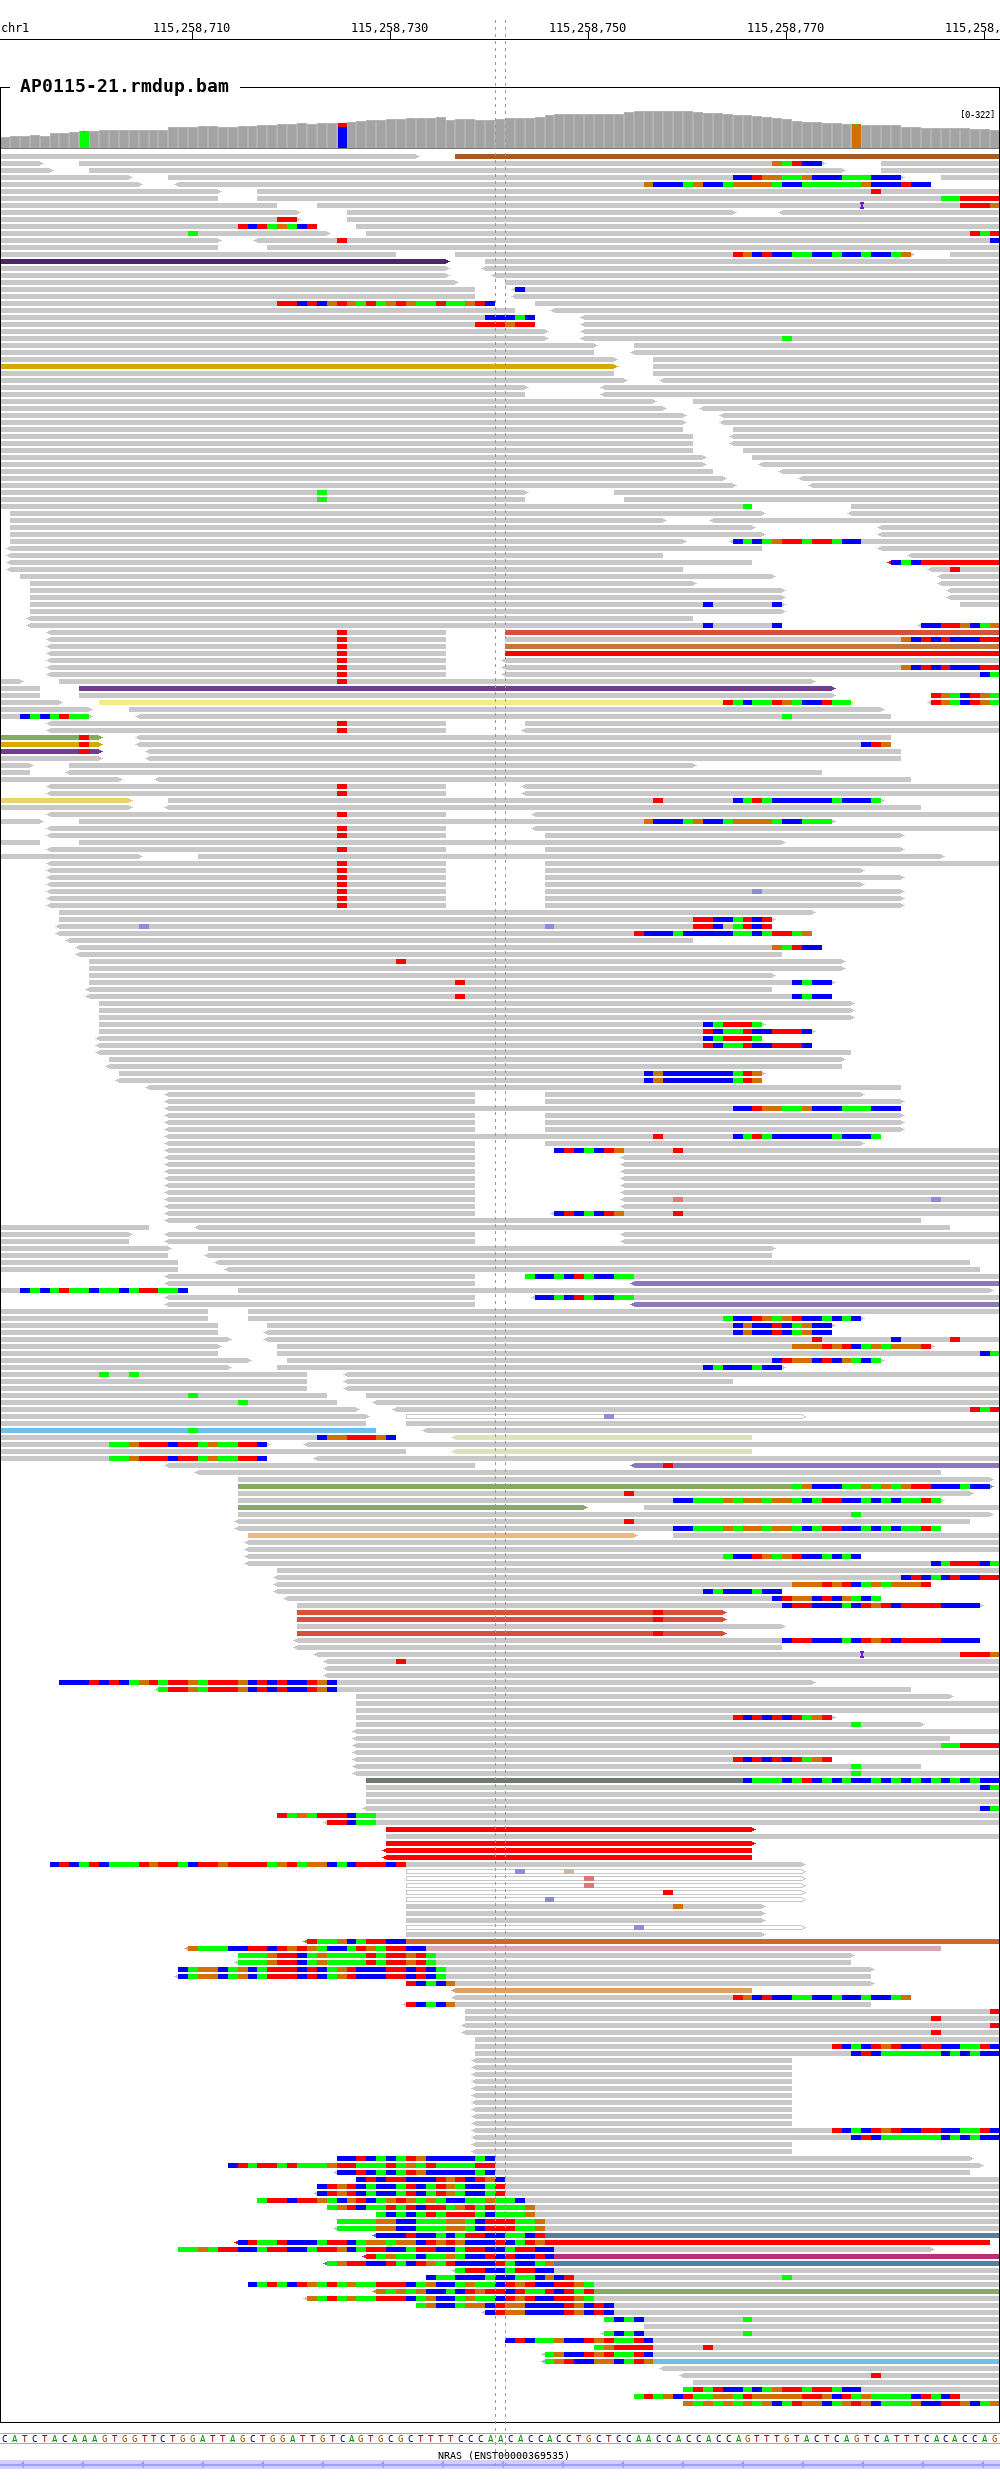 chr1 115,258,710 115,258,730 115,258,750 115,258,770 115,258,
AP0115-21.rmdup.bam
[0-322]
C A T C T A C A A A G T G G T T C T G G A T T A G C T G G A T T G T C A G T G C G C T T T T C C C A A C A C C A C C T G C T C C A A C C A C C A C C A G T T T G T A C T C A G T C A T T T C A C A C C A G
NRAS (ENST00000369535)